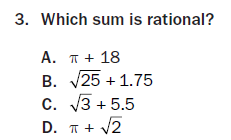 3. Which sum is rational?
A. π + 18
B. √25 + 1.75
C. √3 + 5.5
D. π + √2